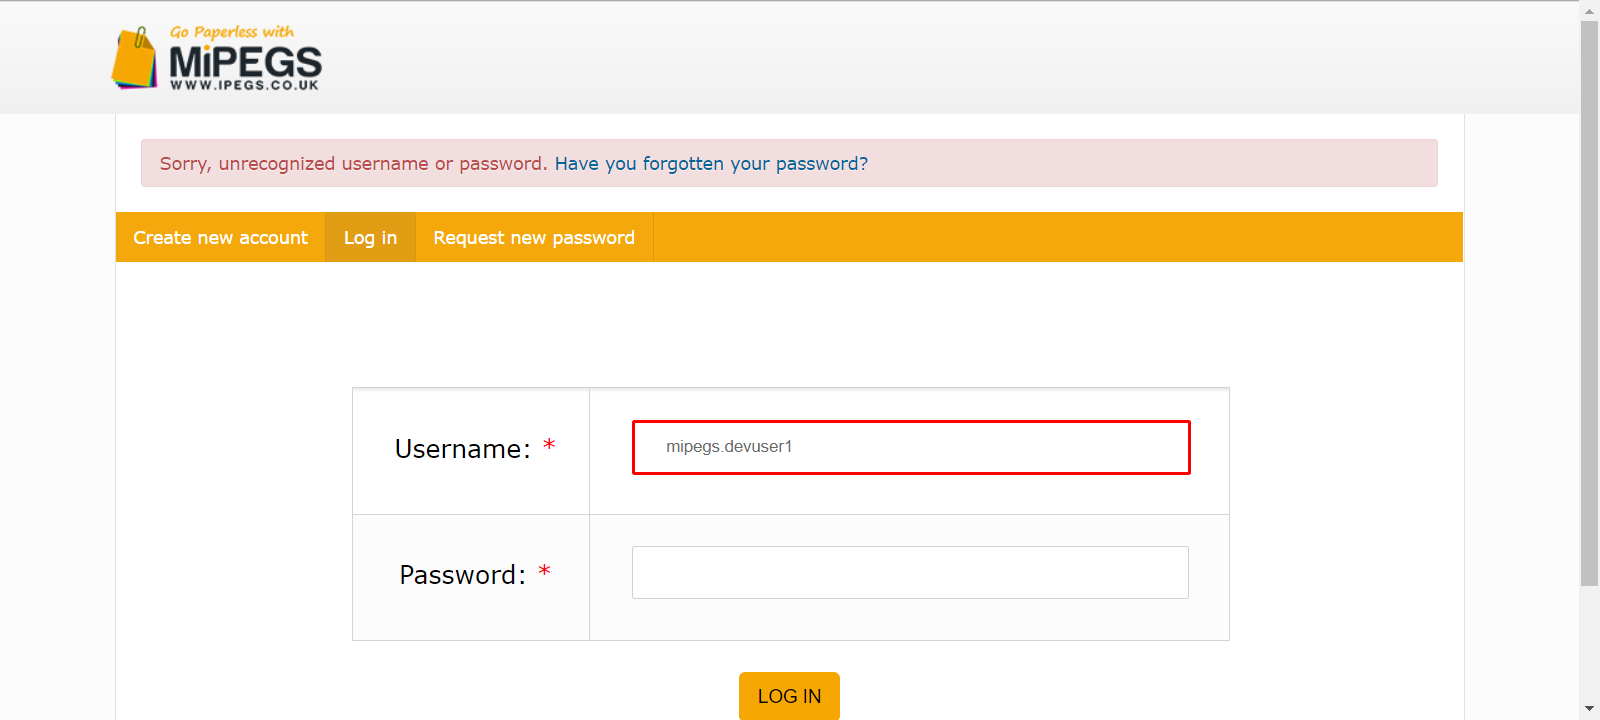 Go Paperless with
MiPEGS
WWW.IPEGS.CO.UK
Sorry, unrecognized username or password. Have you forgotten your password?
Create new account Log in Request new password
Username: * mipegs.devuser1
Password: *
LOG IN